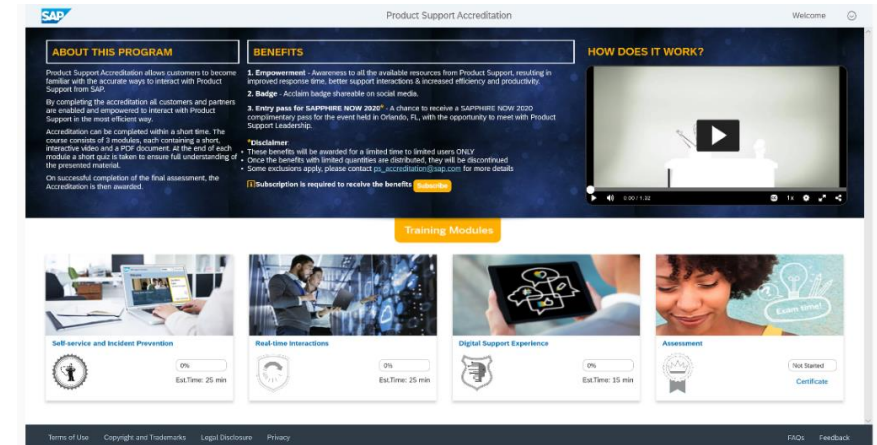 SAP
Product Support Accreditation
Welcome
ABOUT THIS PROGRAM
Product Support Accreditation allows customers to become
familiar with the accurate ways to interact with Product
Support from SAP.
By completing the accreditation all customers and partners
are enabled and empowered to interact with Product
Support in the most efficient way.
Accreditation can be completed within a short time. The
course consists of 3 modules, each containing a short,
interactive video and a PDF document. At the end of each
module a short quiz is taken to ensure full understanding of
the presented material.
On successful completion of the final assessment, the
Accreditation is then awarded.
BENEFITS
1. Empowerment - Awareness to all the available resources from Product Support, resulting in
improved response time, better support interactions & increased efficiency and productivity.
2. Badge - Acclaim badge shareable on social media.
3. Entry pass for SAPPHIRE NOW 2020* - A chance to receive a SAPPHIRE NOW 2020
complimentary pass for the event held in Orlando, FL, with the opportunity to meet with Product
Support Leadership.
*Disclaimer:
• These benefits will be awarded for a limited time to limited users ONLY
• Once the benefits with limited quantities are distributed, they will be discontinued
• Some exclusions apply, please contact ps_accreditation@sap.com for more details
Subscription is required to receive the benefits Subscribe
HOW DOES IT WORK?
0:00 / 1:32
1x
Training Modules
Self-service and Incident Prevention
0%
Est.Time: 25 min
Real-time Interactions
0%
Est.Time: 25 min
Digital Support Experience
0%
Est.Time: 15 min
Exam time!
Assessment
Not Started
Certificate
Terms of Use Copyright and Trademarks Legal Disclosure Privacy
FAQs Feedback